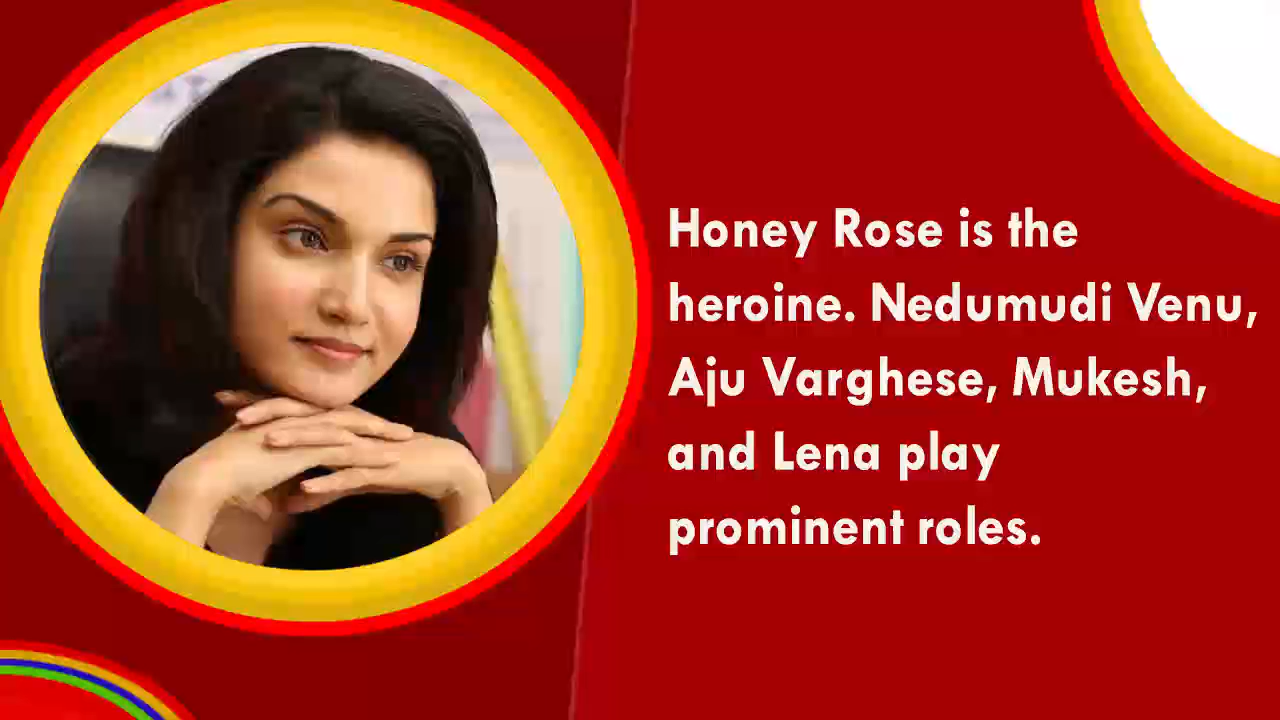 Honey Rose is the
heroine. Nedumudi Venu,
Aju Varghese, Mukesh,
and Lena play
prominent roles.